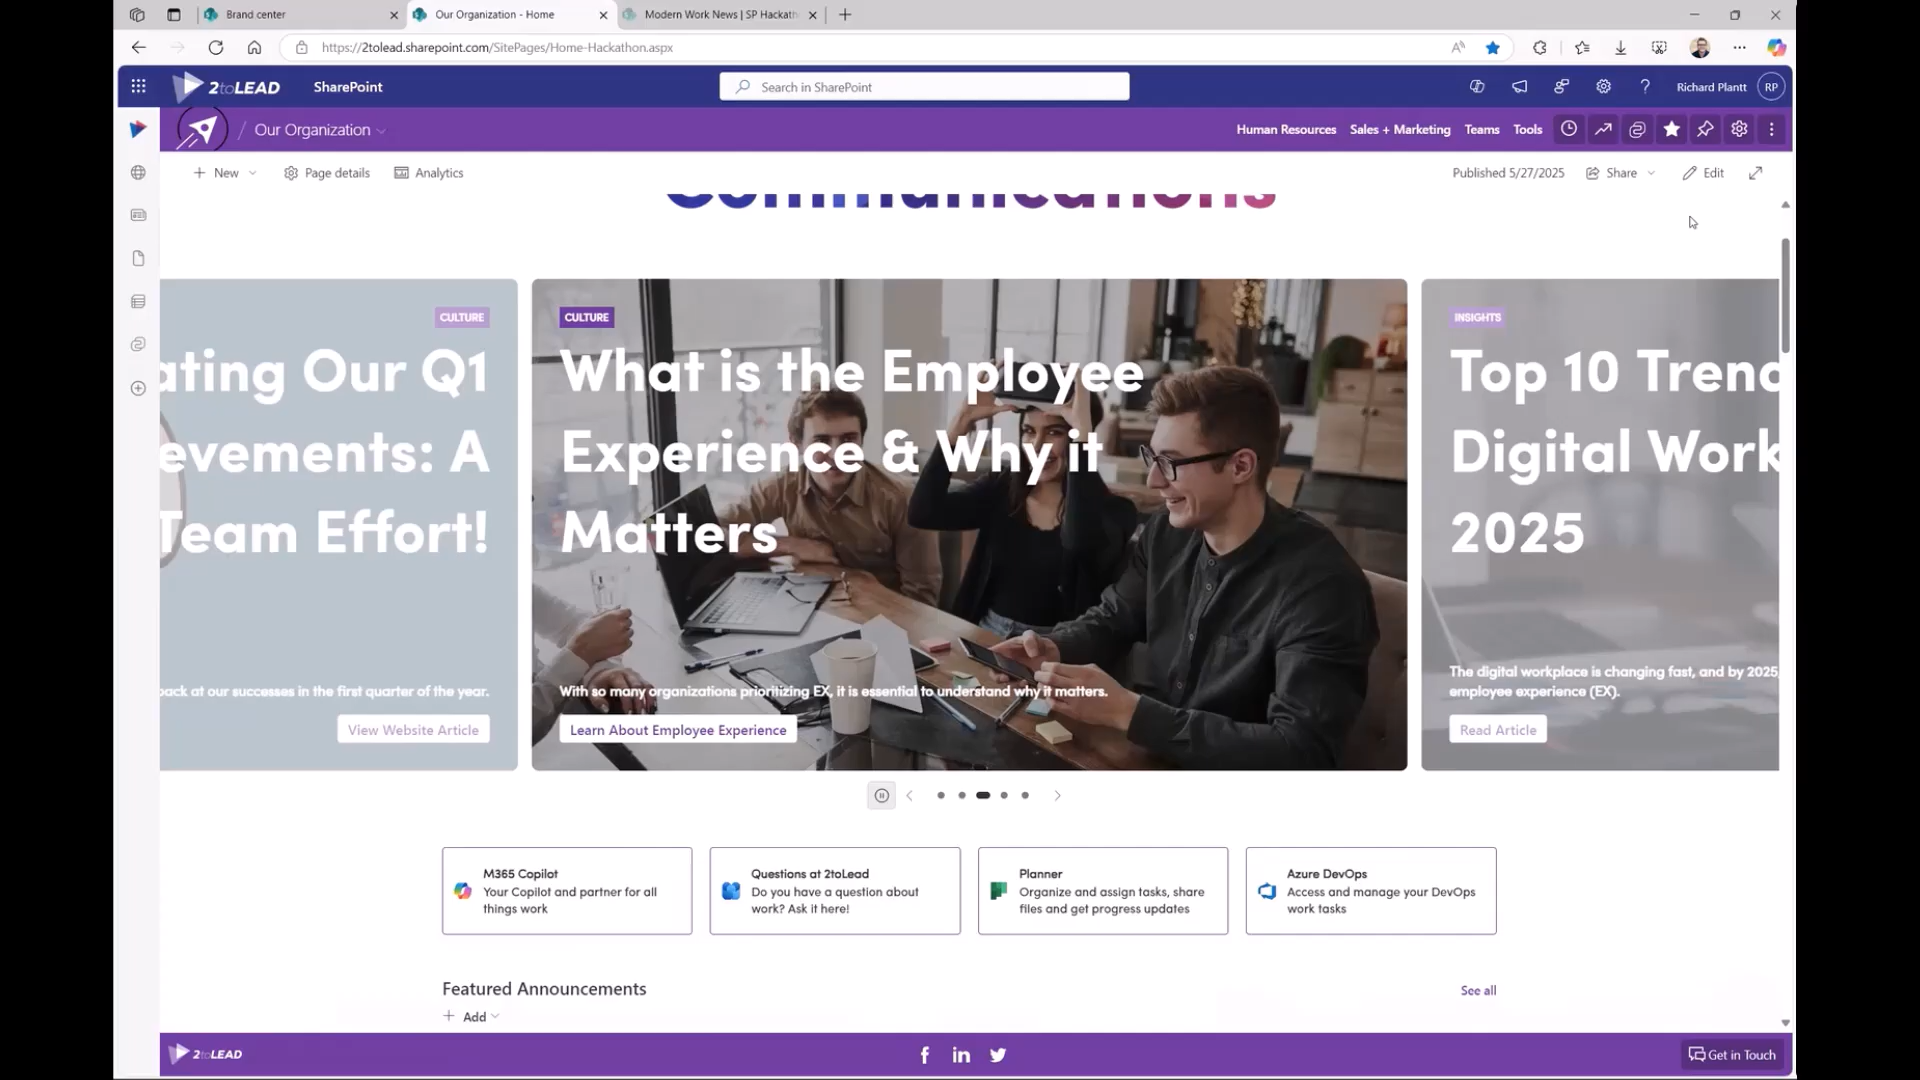 Brand center
Our Organization - Home
Modern Work News | SP Hackath
https://2tolead.sharepoint.com/SitePages/Home-Hackathon.aspx
2toLEAD
SharePoint
Search in SharePoint
Richard Plantt
RP
/ Our Organization
Human Resources
Sales + Marketing
Teams
Tools
New
Page details
Analytics
Published 5/27/2025
Share
Edit
Communications
CULTURE
ating Our Q1
evements: A
Team Effort!
back at our successes in the first quarter of the year.
View Website Article
CULTURE
What is the Employee
Experience & Why it
Matters
With so many organizations prioritizing EX, it is essential to understand why it matters.
Learn About Employee Experience
INSIGHTS
Top 10 Trend
Digital Work
2025
The digital workplace is changing fast, and by 2025,
employee experience (EX).
Read Article
M365 Copilot
Your Copilot and partner for all
things work
Questions at 2toLead
Do you have a question about
work? Ask it here!
Planner
Organize and assign tasks, share
files and get progress updates
Azure DevOps
Access and manage your DevOps
work tasks
Featured Announcements
See all
Add
2toLEAD
Get in Touch